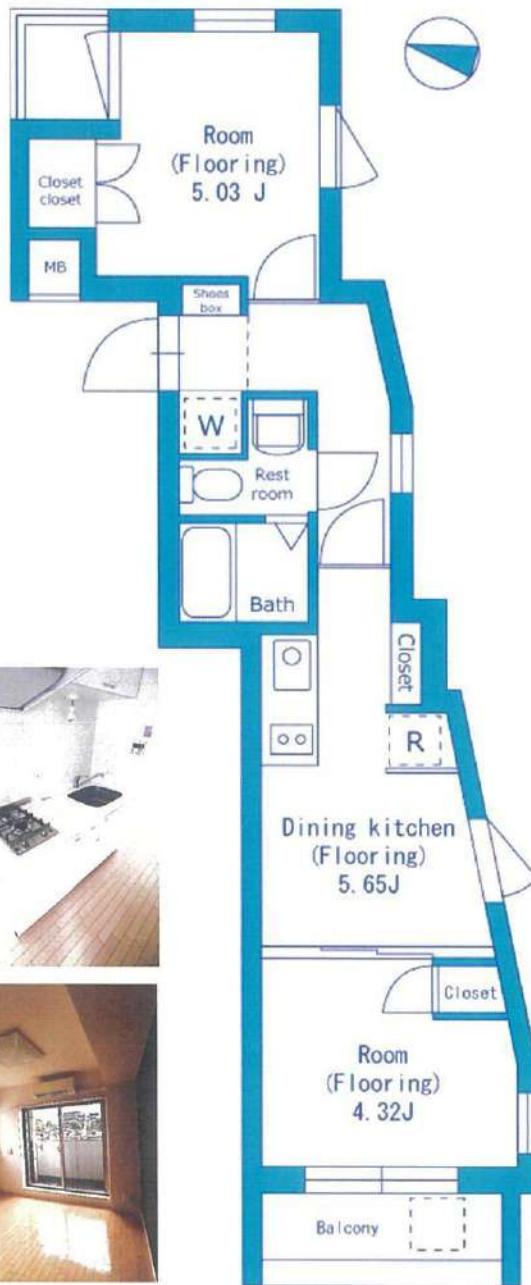 Room
(Flooring)
5.03 J
Closet
closet
MB
Shoes
box
W
Rest
room
Bath
Closet
R
Dining kitchen
(Flooring)
5.65J
Closet
Room
(Flooring)
4.32J
Balcony